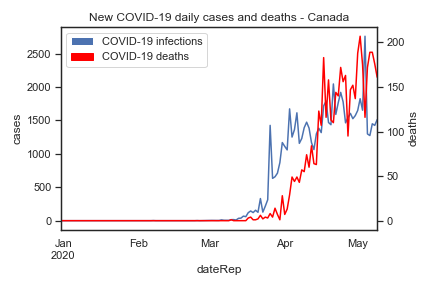 New COVID-19 daily cases and deaths - Canada
COVID-19 infections
COVID-19 deaths
2500
2000
1500
1000
500
0
cases
200
150
100
50
0
deaths
Jan
2020
Feb
Mar
Apr
May
dateRep